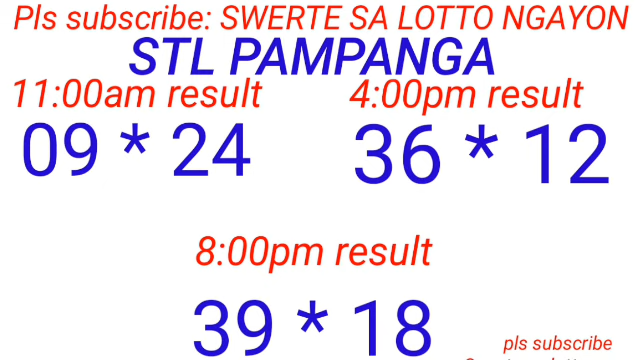 Pls subscribe: SWERTE SA LOTTO NGAYON
STL PAMPANGA
11:00am result
4:00pm result
09 * 24
36 * 12
8:00pm result
39 * 18
pls subscribe